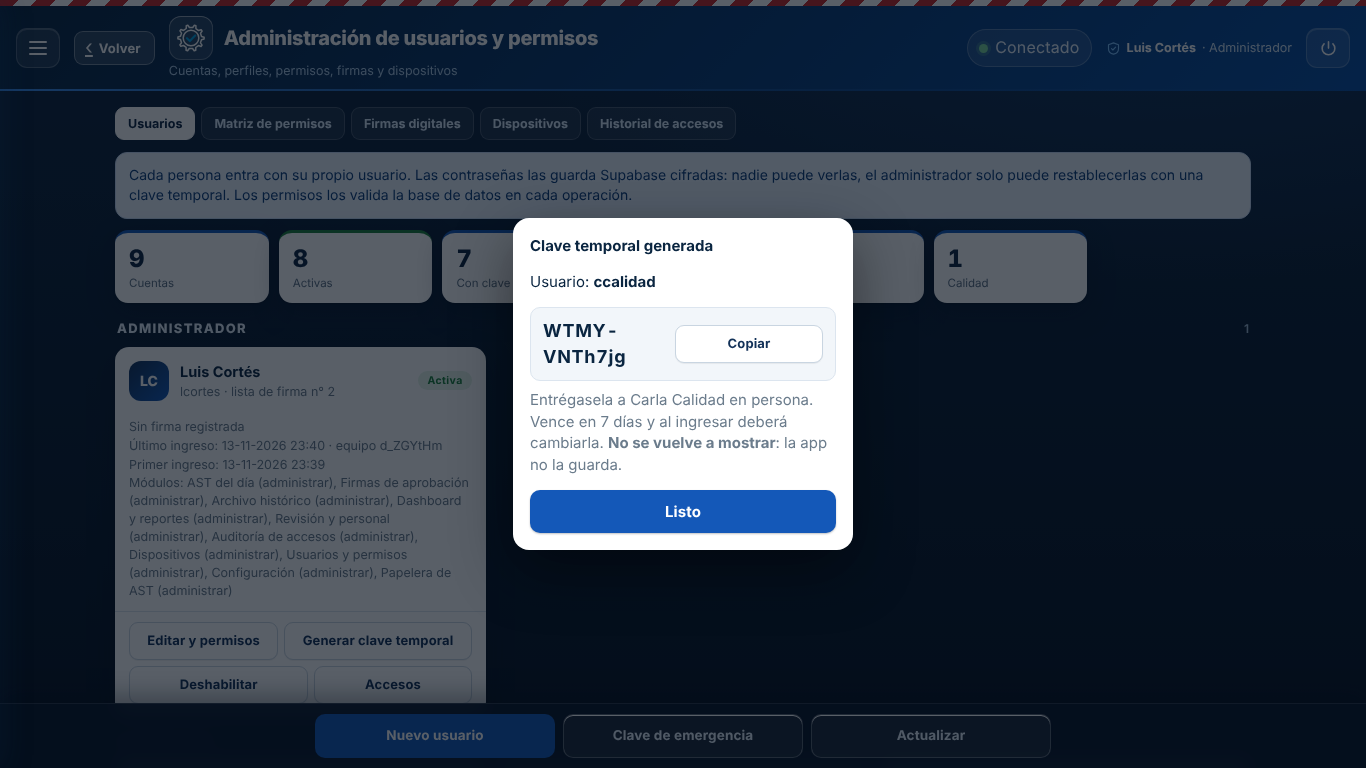 Volver
Administración de usuarios y permisos
Cuentas, perfiles, permisos, firmas y dispositivos
Conectado
Luis Cortés · Administrador
Usuarios
Matriz de permisos
Firmas digitales
Dispositivos
Historial de accesos
Cada persona entra con su propio usuario. Las contraseñas las guarda Supabase cifradas: nadie puede verlas, el administrador solo puede restablecerlas con una
clave temporal. Los permisos los valida la base de datos en cada operación.
9
Cuentas
8
Activas
7
Con clave
1
Calidad
ADMINISTRADOR
1
LC
Luis Cortés
lcortes · lista de firma n° 2
Activa
Sin firma registrada
Último ingreso: 13-11-2026 23:40 · equipo d_ZGYtHm
Primer ingreso: 13-11-2026 23:39
Módulos: AST del día (administrar), Firmas de aprobación
(administrar), Archivo histórico (administrar), Dashboard
y reportes (administrar), Revisión y personal
(administrar), Auditoría de accesos (administrar),
Dispositivos (administrar), Usuarios y permisos
(administrar), Configuración (administrar), Papelera de
AST (administrar)
Editar y permisos
Generar clave temporal
Deshabilitar
Accesos
Clave temporal generada
Usuario: ccalidad
WTMY-
VNTh7jg
Copiar
Entrégasela a Carla Calidad en persona.
Vence en 7 días y al ingresar deberá
cambiarla. No se vuelve a mostrar: la app
no la guarda.
Listo
Nuevo usuario
Clave de emergencia
Actualizar